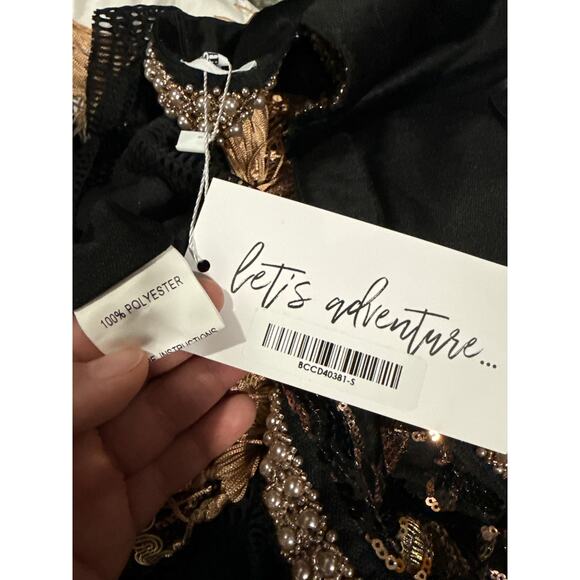 100% POLYESTER
INSTRUCTIONS
let's adventure...
BCCD40381-S